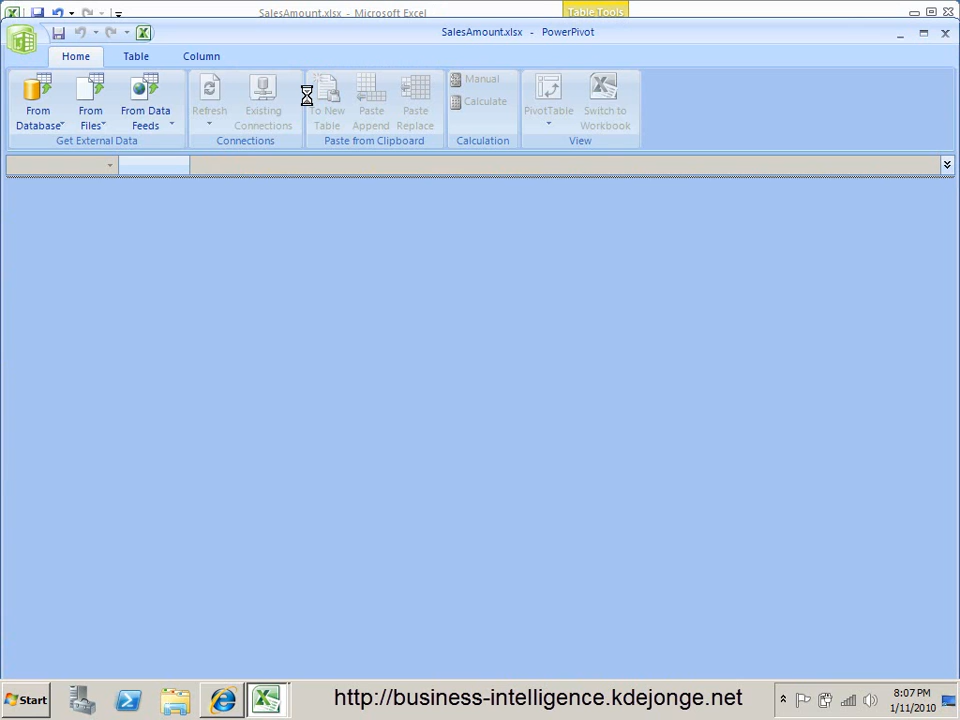 SalesAmount.xlsx - Microsoft Excel
Table Tools
SalesAmount.xlsx - PowerPivot
Home Table Column
From Database
From Files
From Data Feeds
Get External Data
Refresh
Existing Connections
Connections
To New Table
Paste Append
Paste Replace
Paste from Clipboard
Manual
Calculate
Calculation
PivotTable
Switch to Workbook
View
Start
http://business-intelligence.kdejonge.net
8:07 PM
1/11/2010